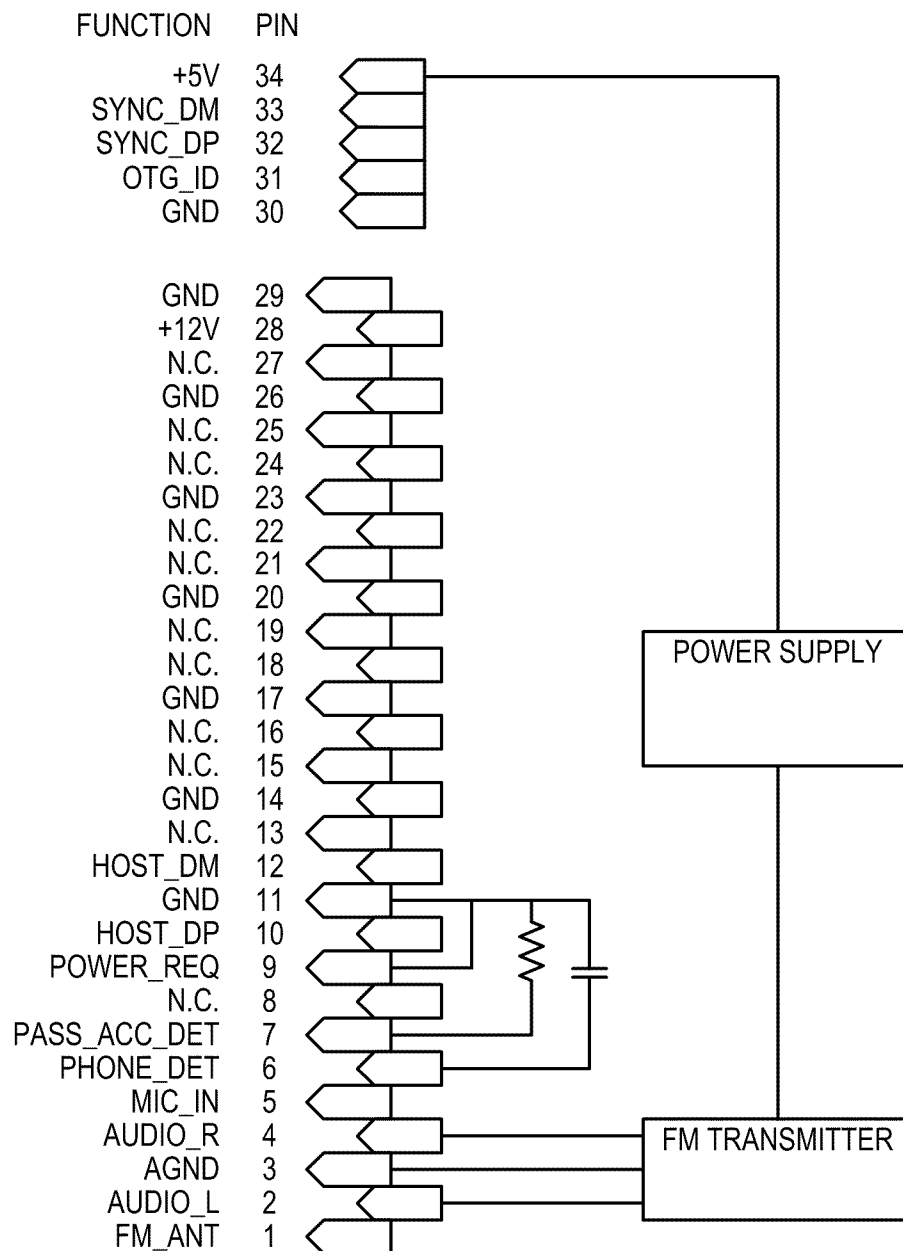 FUNCTION PIN
+5V 34
SYNC_DM 33
SYNC_DP 32
OTG_ID 31
GND 30
GND 29
+12V 28
N.C. 27
GND 26
N.C. 25
N.C. 24
GND 23
N.C. 22
N.C. 21
GND 20
N.C. 19
POWER SUPPLY
N.C. 18
GND 17
N.C. 16
N.C. 15
GND 14
N.C. 13
HOST_DM 12
GND 11
HOST_DP 10
POWER_REQ 9
N.C. 8
PASS_ACC_DET 7
PHONE_DET 6
MIC_IN 5
AUDIO_R 4
FM TRANSMITTER
AGND 3
AUDIO_L 2
FM_ANT 1